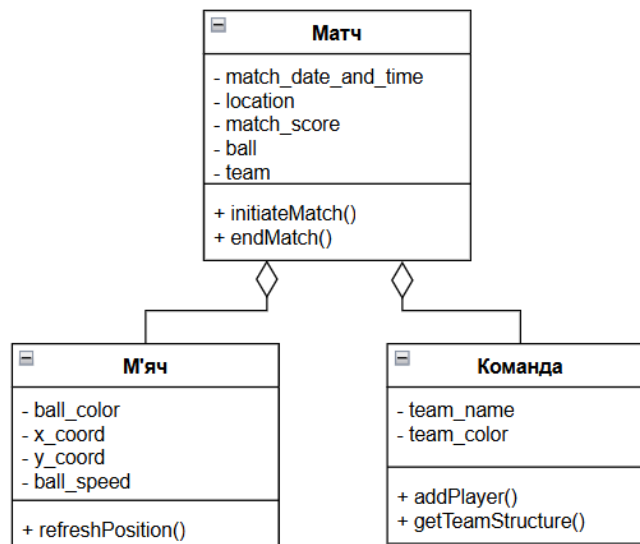 Матч
- match_date_and_time
- location
- match_score
- ball
- team
+ initiateMatch()
+ endMatch()
М'яч
- ball_color
- x_coord
- y_coord
- ball_speed
+ refreshPosition()
Команда
- team_name
- team_color
+ addPlayer()
+ getTeamStructure()